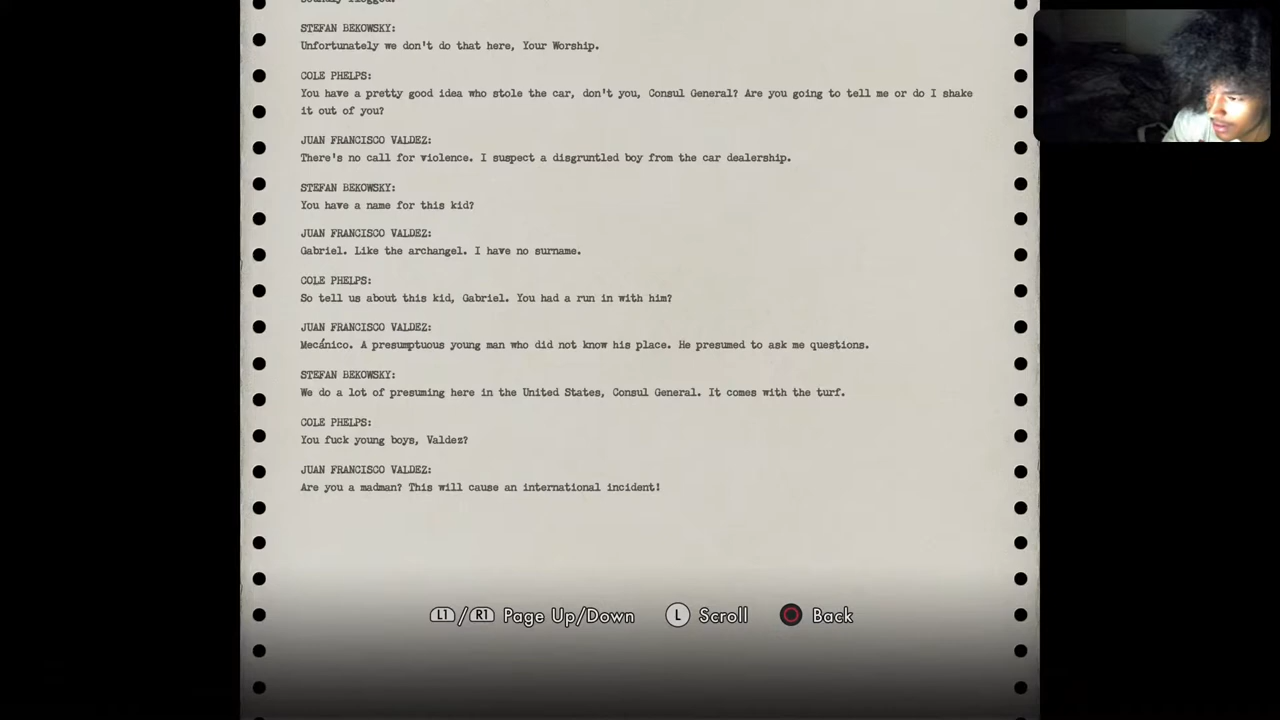 STEFAN BEKOWSKY:
Unfortunately we don't do that here, Your Worship.
COLE PHELPS:
You have a pretty good idea who stole the car, don't you, Consul General? Are you going to tell me or do I shake
it out of you?
JUAN FRANCISCO VALDEZ:
There's no call for violence. I suspect a disgruntled boy from the car dealership.
STEFAN BEKOWSKY:
You have a name for this kid?
JUAN FRANCISCO VALDEZ:
Gabriel. Like the archangel. I have no surname.
COLE PHELPS:
So tell us about this kid, Gabriel. You had a run in with him?
JUAN FRANCISCO VALDEZ:
Mecánico. A presumptuous young man who did not know his place. He presumed to ask me questions.
STEFAN BEKOWSKY:
We do a lot of presuming here in the United States, Consul General. It comes with the turf.
COLE PHELPS:
You fuck young boys, Valdez?
JUAN FRANCISCO VALDEZ:
Are you a madman? This will cause an international incident!
L1/R1 Page Up/Down L Scroll Back